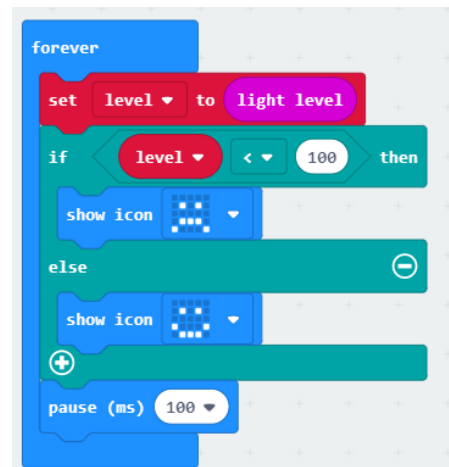 forever
set level to light level
if level < 100 then
show icon
else
show icon
pause (ms) 100